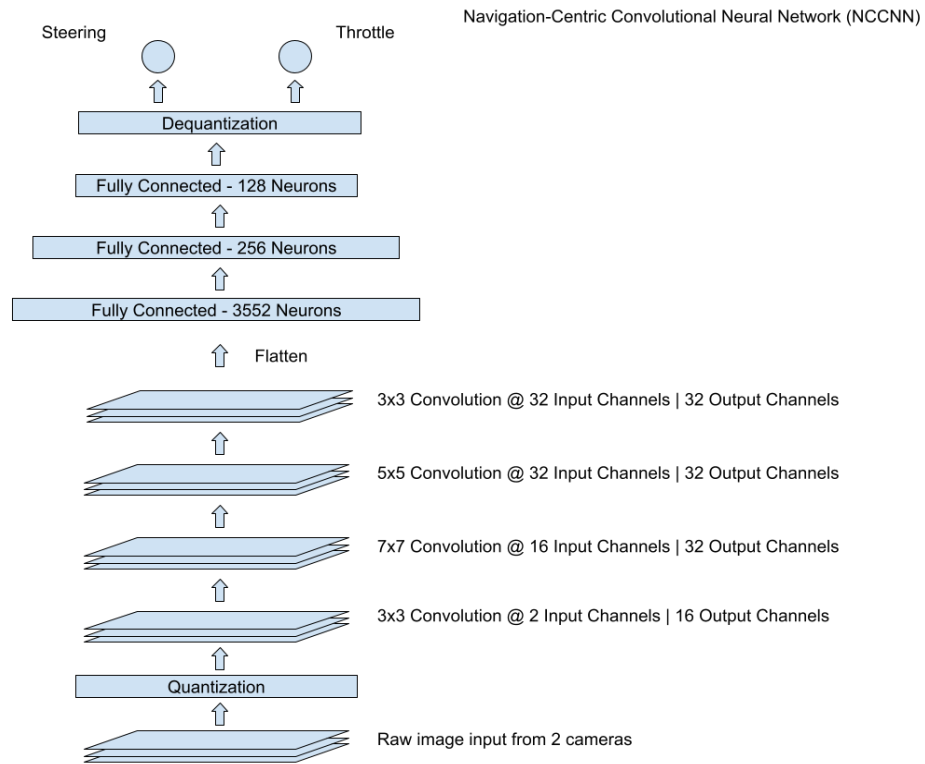 Navigation-Centric Convolutional Neural Network (NCCNN)
Steering
Throttle
Dequantization
Fully Connected - 128 Neurons
Fully Connected - 256 Neurons
Fully Connected - 3552 Neurons
Flatten
3x3 Convolution @ 32 Input Channels | 32 Output Channels
5x5 Convolution @ 32 Input Channels | 32 Output Channels
7x7 Convolution @ 16 Input Channels | 32 Output Channels
3x3 Convolution @ 2 Input Channels | 16 Output Channels
Quantization
Raw image input from 2 cameras